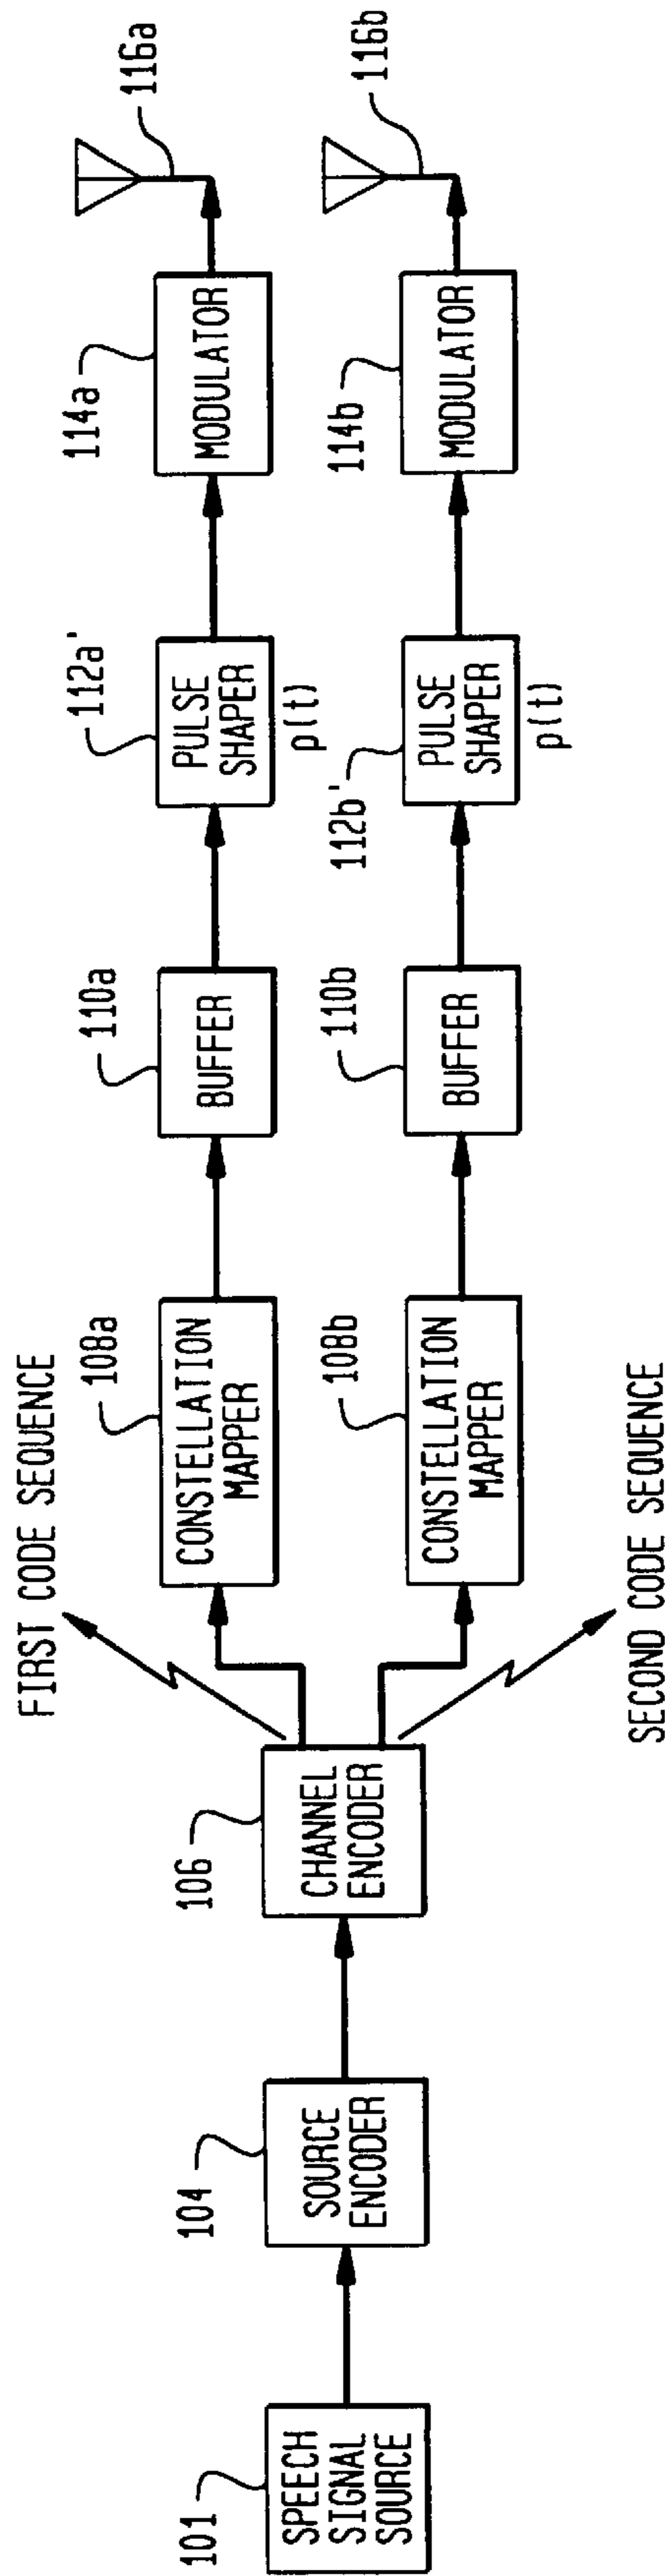 FIRST CODE SEQUENCE
101
SPEECH
SIGNAL
SOURCE
104
SOURCE
ENCODER
106
CHANNEL
ENCODER
108a
CONSTELLATION
MAPPER
110a
BUFFER
112a'
PULSE
SHAPER
p(t)
114a
MODULATOR
116a
108b
CONSTELLATION
MAPPER
110b
BUFFER
112b'
PULSE
SHAPER
p(t)
114b
MODULATOR
116b
SECOND CODE SEQUENCE